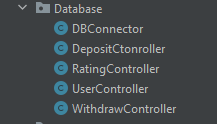 Database
DBConnector
DepositCtonroller
RatingController
UserController
WithdrawController